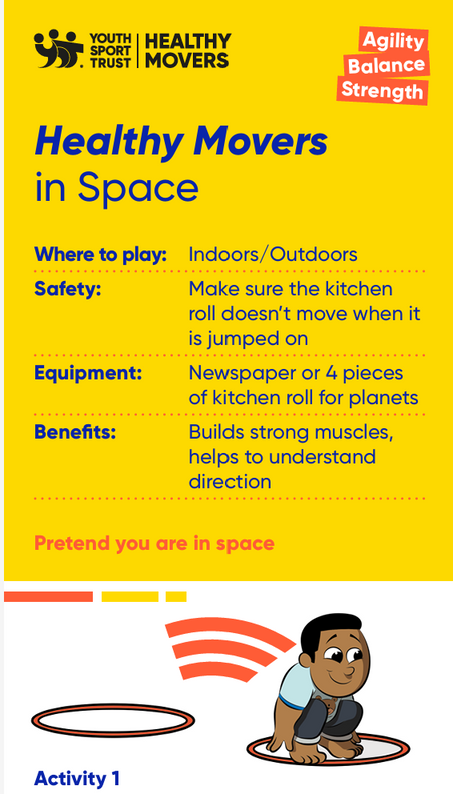 YOUTH
SPORT
TRUST
HEALTHY
MOVERS
Agility
Balance
Strength
Healthy Movers
in Space
Where to play: Indoors/Outdoors
Safety: Make sure the kitchen
roll doesn’t move when it
is jumped on
Equipment: Newspaper or 4 pieces
of kitchen roll for planets
Benefits: Builds strong muscles,
helps to understand
direction
Pretend you are in space
Activity 1